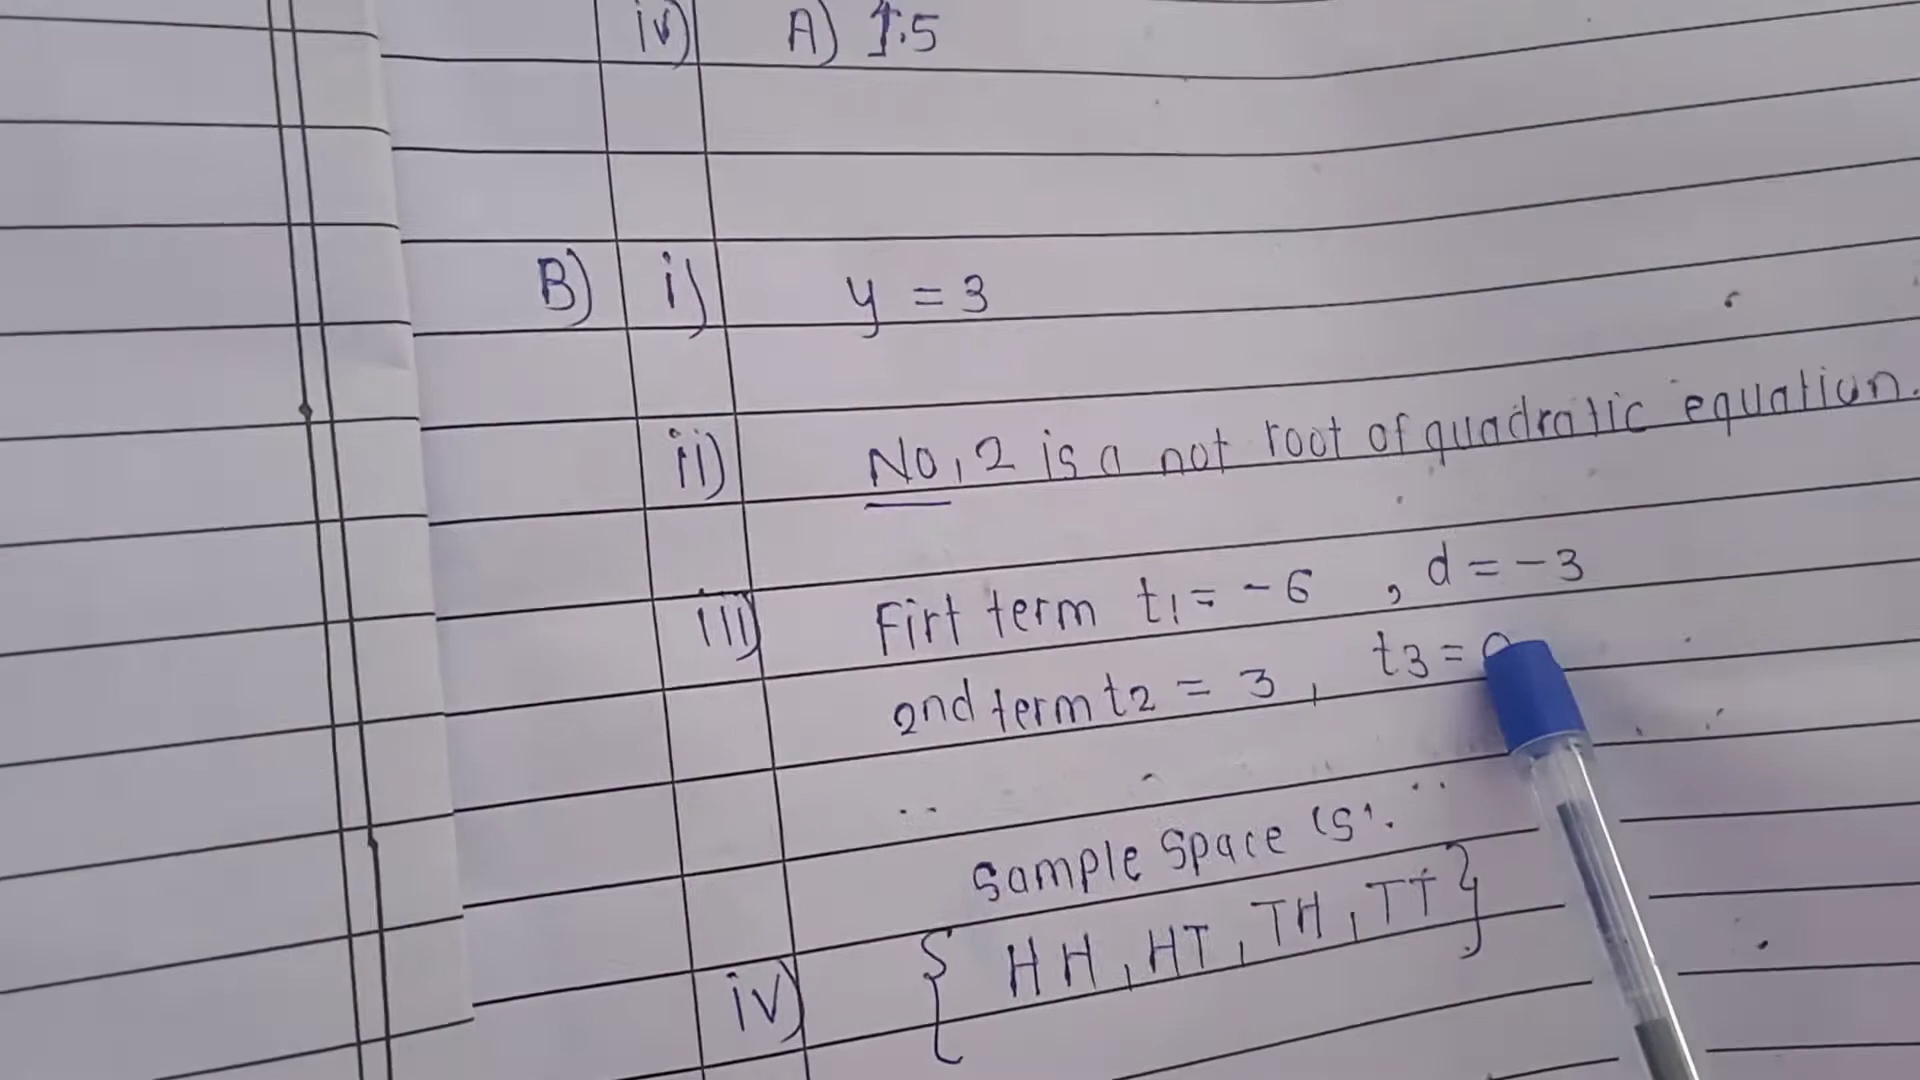 iv) A) 1.5
B) i) y = 3
ii) No, 2 is a not root of quadratic equation.
iii) Firt term t1 = -6 , d = -3
2nd term t2 = 3 , t3 =
Sample Space 'S'.
iv) { HH, HT, TH, TT }